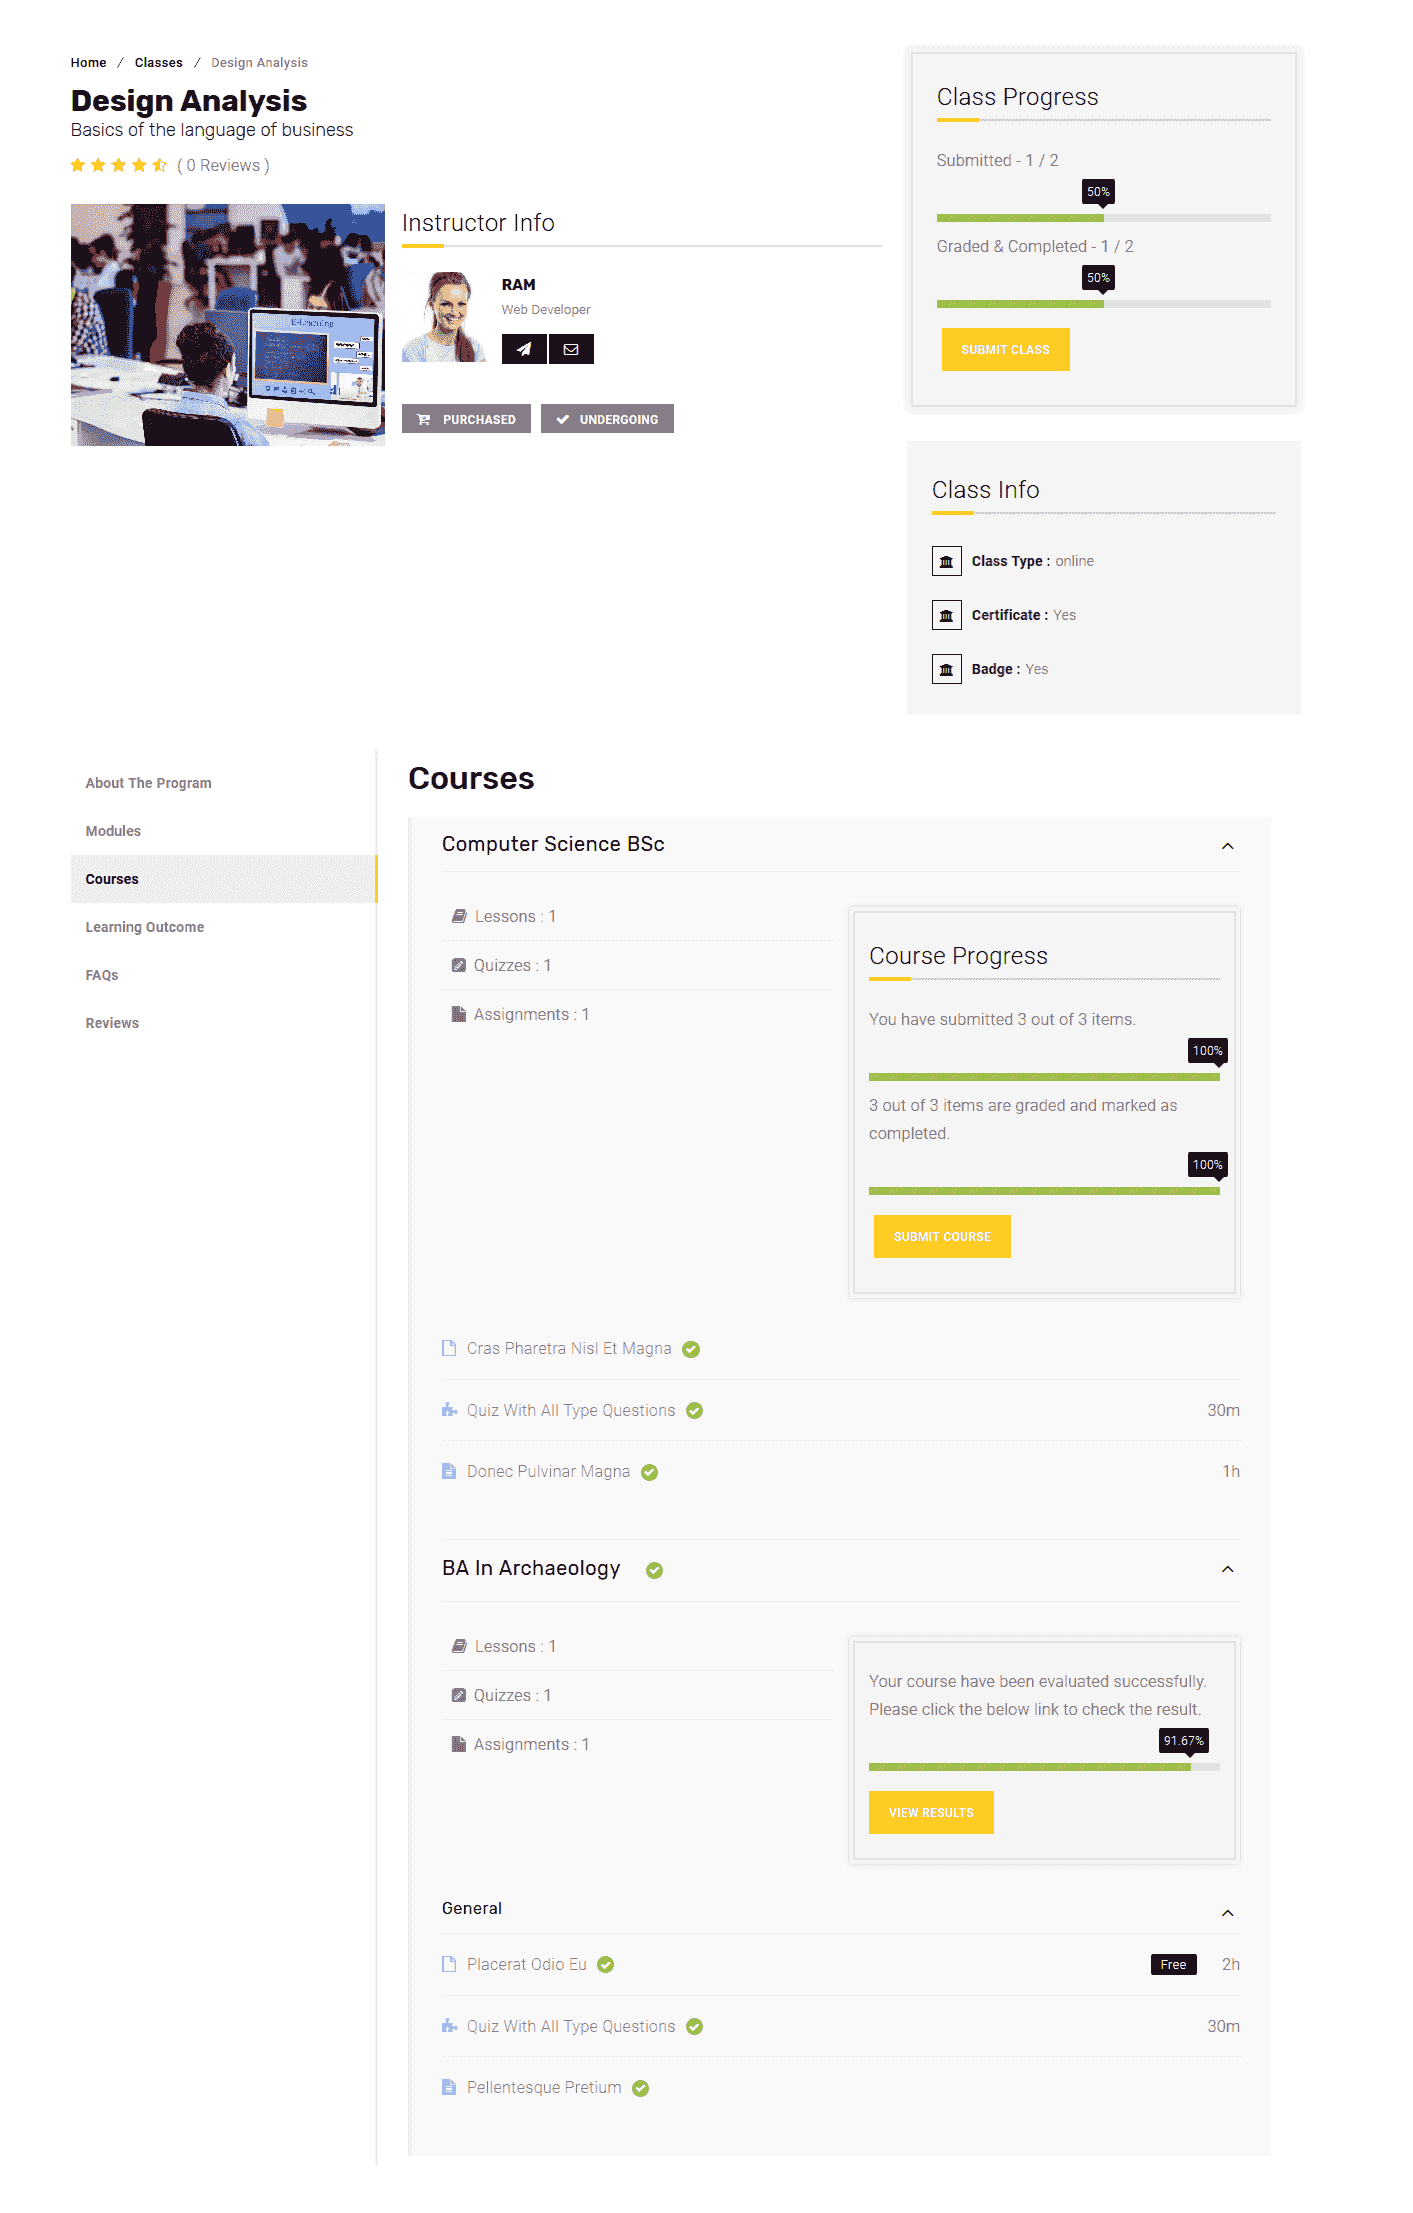 Home / Classes / Design Analysis
Design Analysis
Basics of the language of business
( 0 Reviews )
E-Learning
Instructor Info
RAM
Web Developer
PURCHASED
UNDERGOING
Class Progress
Submitted - 1 / 2
50%
Graded & Completed - 1 / 2
50%
SUBMIT CLASS
Class Info
Class Type : online
Certificate : Yes
Badge : Yes
About The Program
Modules
Courses
Learning Outcome
FAQs
Reviews
Courses
Computer Science BSc
Lessons : 1
Quizzes : 1
Assignments : 1
Course Progress
You have submitted 3 out of 3 items.
100%
3 out of 3 items are graded and marked as
completed.
100%
SUBMIT COURSE
Cras Pharetra Nisl Et Magna
Quiz With All Type Questions 30m
Donec Pulvinar Magna 1h
BA In Archaeology
Lessons : 1
Quizzes : 1
Assignments : 1
Your course have been evaluated successfully.
Please click the below link to check the result.
91.67%
VIEW RESULTS
General
Placerat Odio Eu Free 2h
Quiz With All Type Questions 30m
Pellentesque Pretium